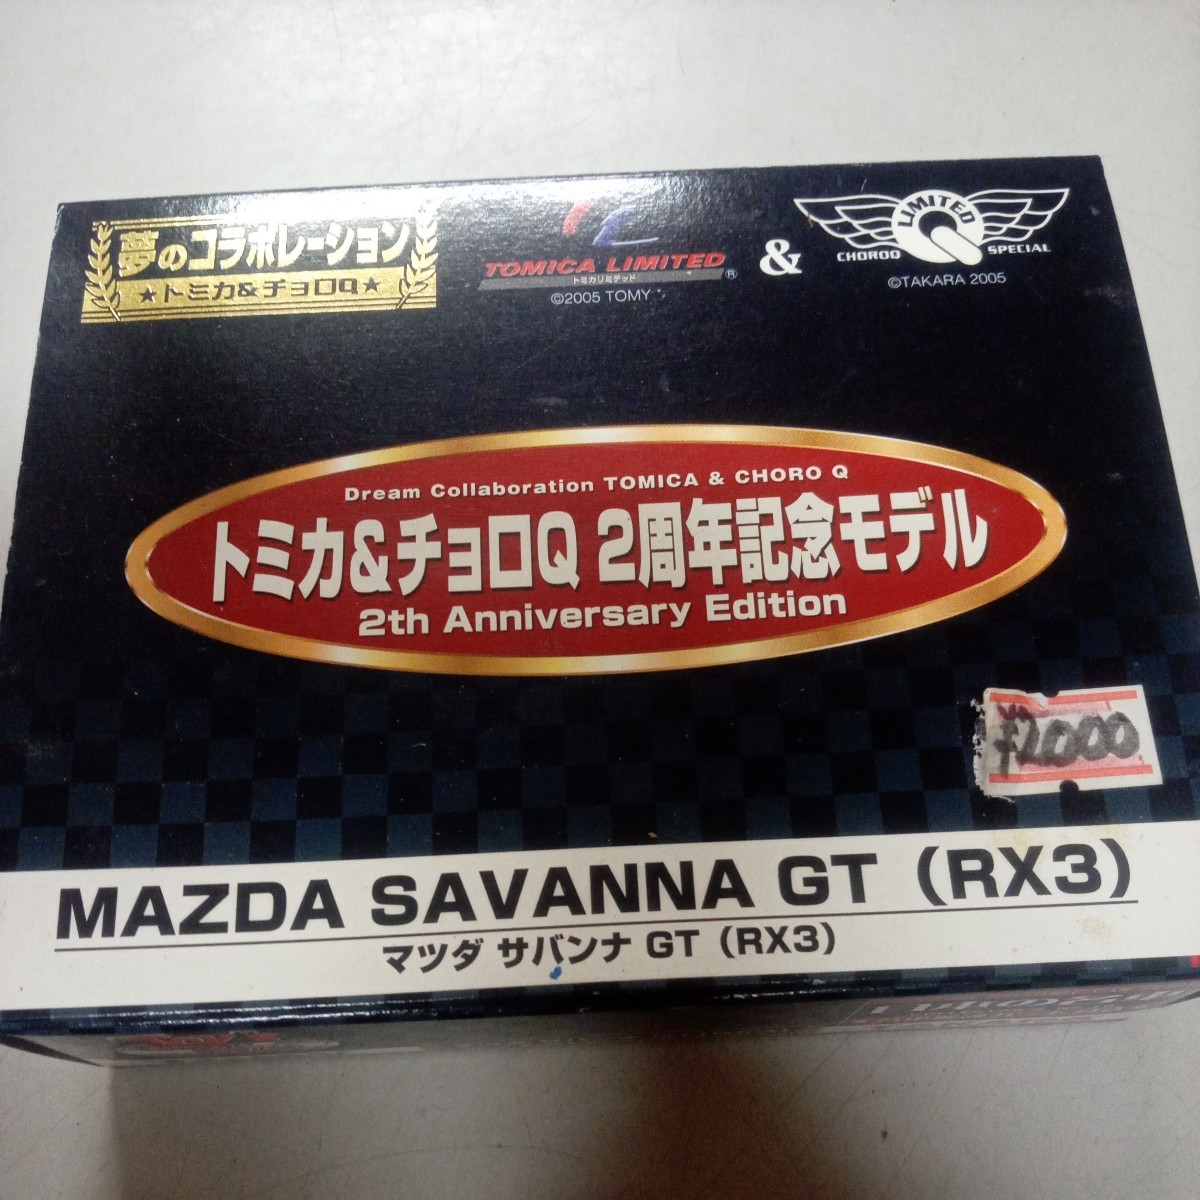 夢のコラボレーション
★トミカ&チョロQ★
TOMICA LIMITED®
トミカリミテッド
©2005 TOMY
&
LIMITED
CHOROQ SPECIAL
©TAKARA 2005
Dream Collaboration TOMICA & CHORO Q
トミカ&チョロQ 2周年記念モデル
2th Anniversary Edition
¥2000
MAZDA SAVANNA GT (RX3)
マツダ サバンナ GT (RX3)